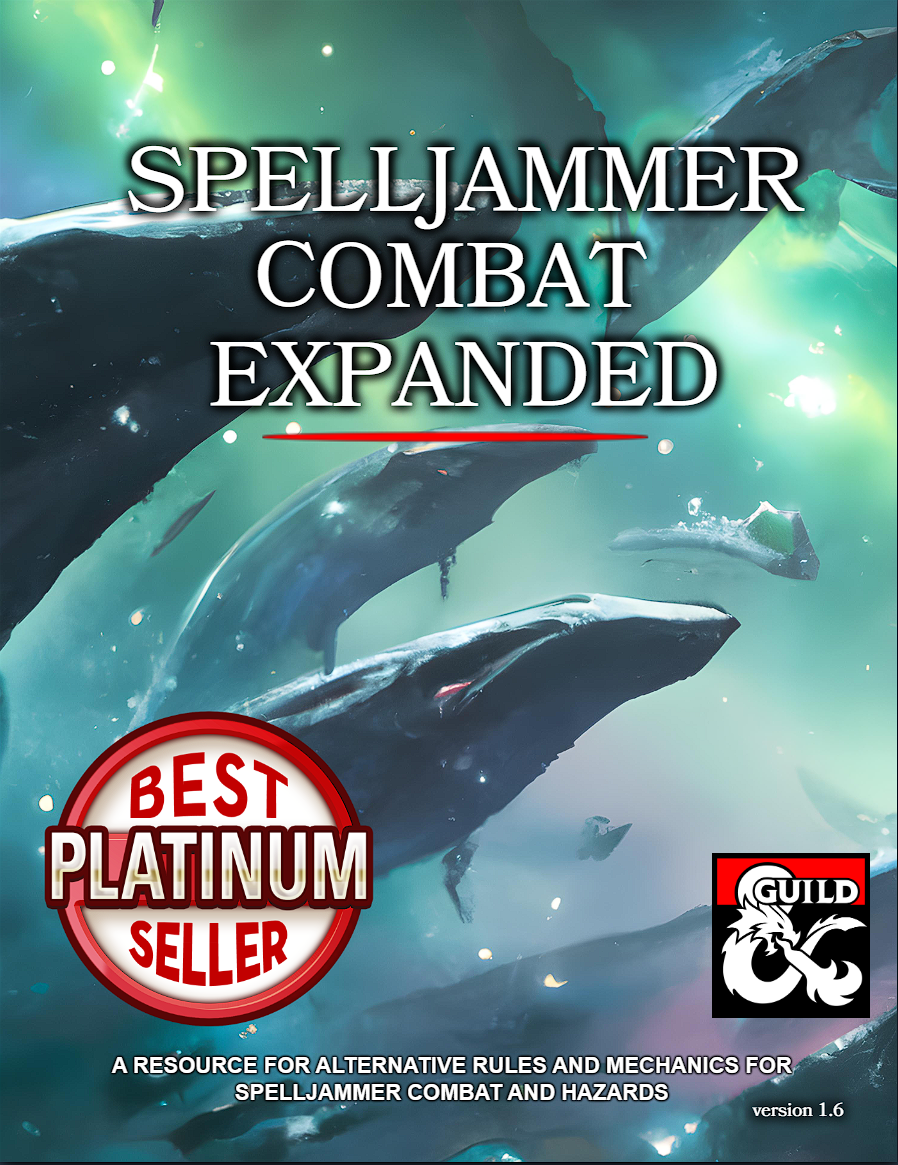 SPELLJAMMER
COMBAT
EXPANDED
BEST
PLATINUM
SELLER
GUILD
A RESOURCE FOR ALTERNATIVE RULES AND MECHANICS FOR
SPELLJAMMER COMBAT AND HAZARDS
version 1.6